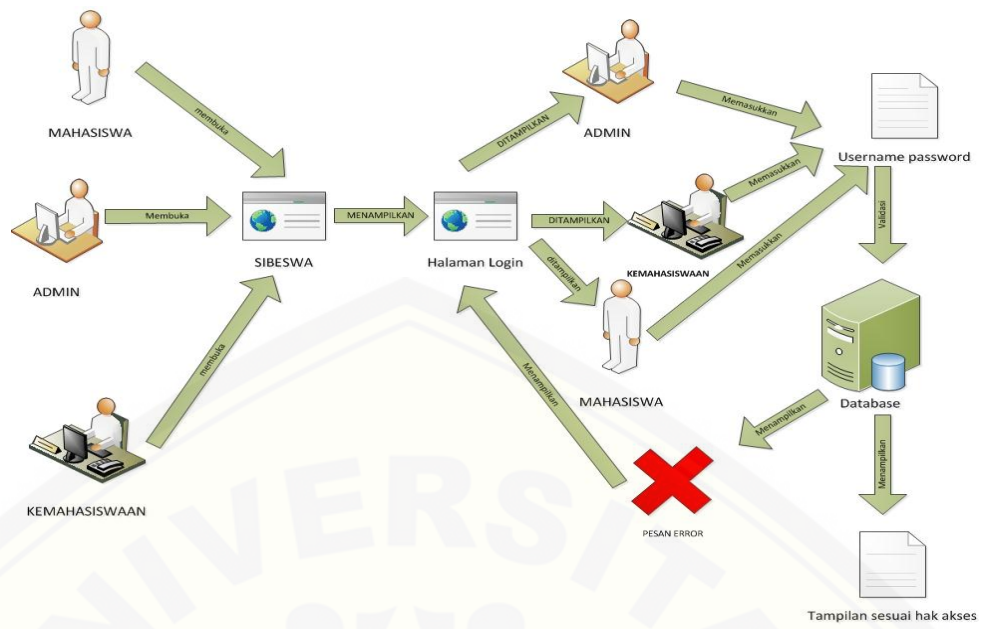 MAHASISWA
membuka
ADMIN
Membuka
KEMAHASISWAAN
membuka
SIBESWA
MENAMPILKAN
Halaman Login
DITAMPILKAN
ADMIN
Memasukkan
DITAMPILKAN
KEMAHASISWAAN
Memasukkan
ditampilkan
MAHASISWA
Memasukkan
Username password
Validasi
Database
Menampilkan
PESAN ERROR
Menampilkan
Menampilkan
Tampilan sesuai hak akses